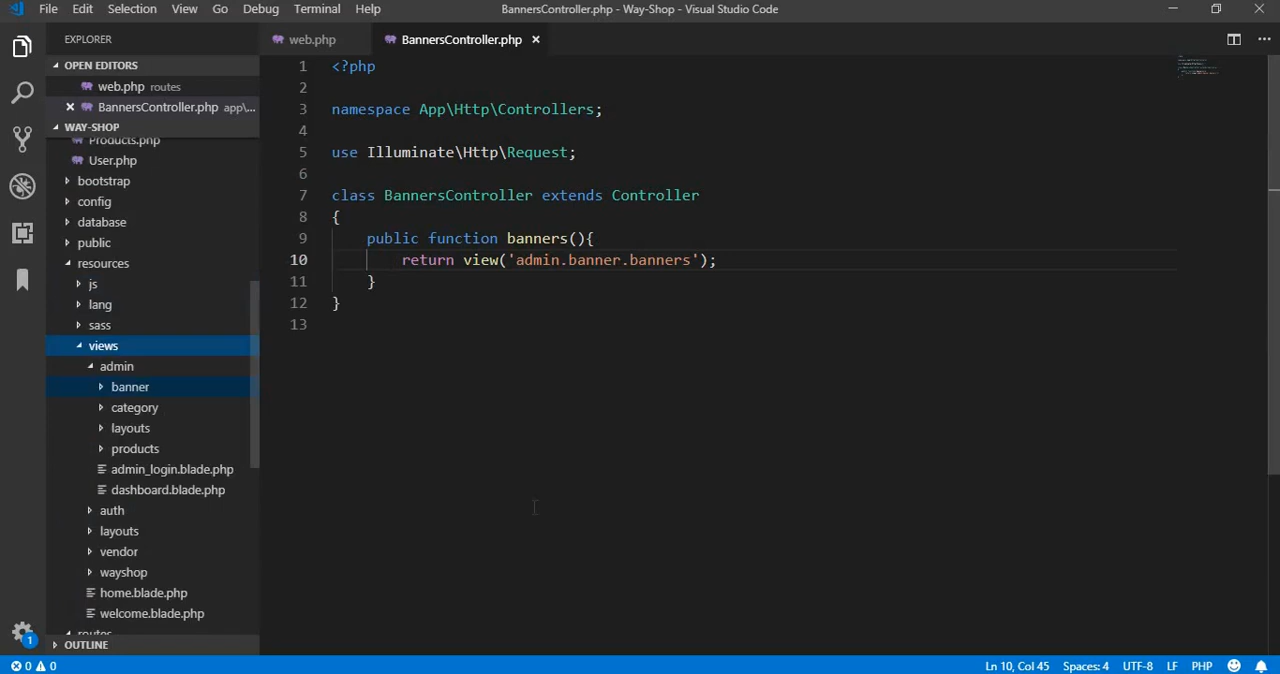 File Edit Selection View Go Debug Terminal Help BannersController.php - Way-Shop - Visual Studio Code
EXPLORER
web.php BannersController.php
OPEN EDITORS
web.php routes
BannersController.php app\...
WAY-SHOP
Products.php
User.php
bootstrap
config
database
public
resources
js
lang
sass
views
admin
banner
category
layouts
products
admin_login.blade.php
dashboard.blade.php
auth
layouts
vendor
wayshop
home.blade.php
welcome.blade.php
routes
OUTLINE
1 <?php
2
3 namespace App\Http\Controllers;
4
5 use Illuminate\Http\Request;
6
7 class BannersController extends Controller
8 {
9 public function banners(){
10 return view('admin.banner.banners');
11 }
12 }
13
1
0 0 Ln 10, Col 45 Spaces: 4 UTF-8 LF PHP